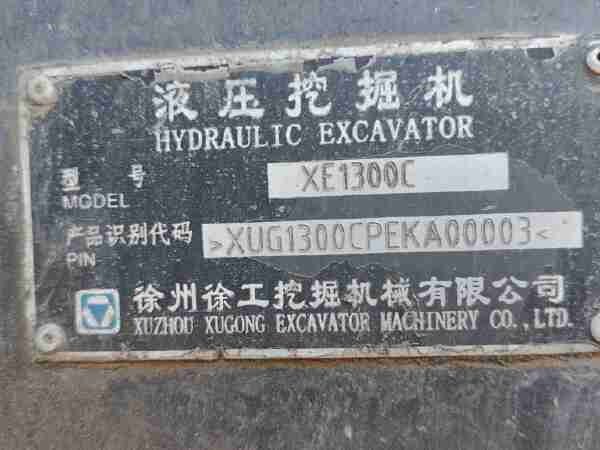 液压挖掘机
HYDRAULIC EXCAVATOR
型号 XE1300C
MODEL
产品识别代码 >XUG1300CPEKA00003<
PIN
徐州徐工挖掘机械有限公司
XUZHOU XUGONG EXCAVATOR MACHINERY CO., LTD.